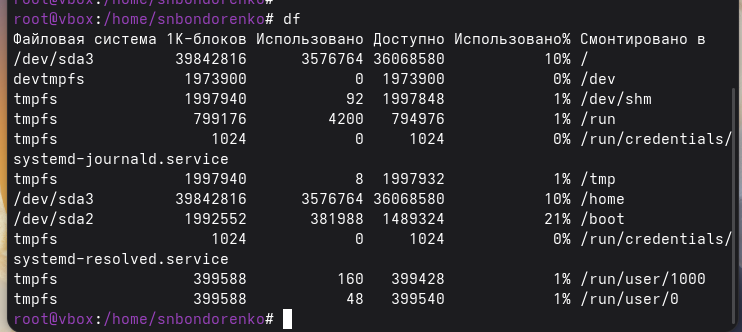 root@vbox:/home/snbondorenko# df
Файловая система 1K-блоков Использовано Доступно Использовано% Смонтировано в
/dev/sda3 39842816 3576764 36068580 10% /
devtmpfs 1973900 0 1973900 0% /dev
tmpfs 1997940 92 1997848 1% /dev/shm
tmpfs 799176 4200 794976 1% /run
tmpfs 1024 0 1024 0% /run/credentials/
systemd-journald.service
tmpfs 1997940 8 1997932 1% /tmp
/dev/sda3 39842816 3576764 36068580 10% /home
/dev/sda2 1992552 381988 1489324 21% /boot
tmpfs 1024 0 1024 0% /run/credentials/
systemd-resolved.service
tmpfs 399588 160 399428 1% /run/user/1000
tmpfs 399588 48 399540 1% /run/user/0
root@vbox:/home/snbondorenko#